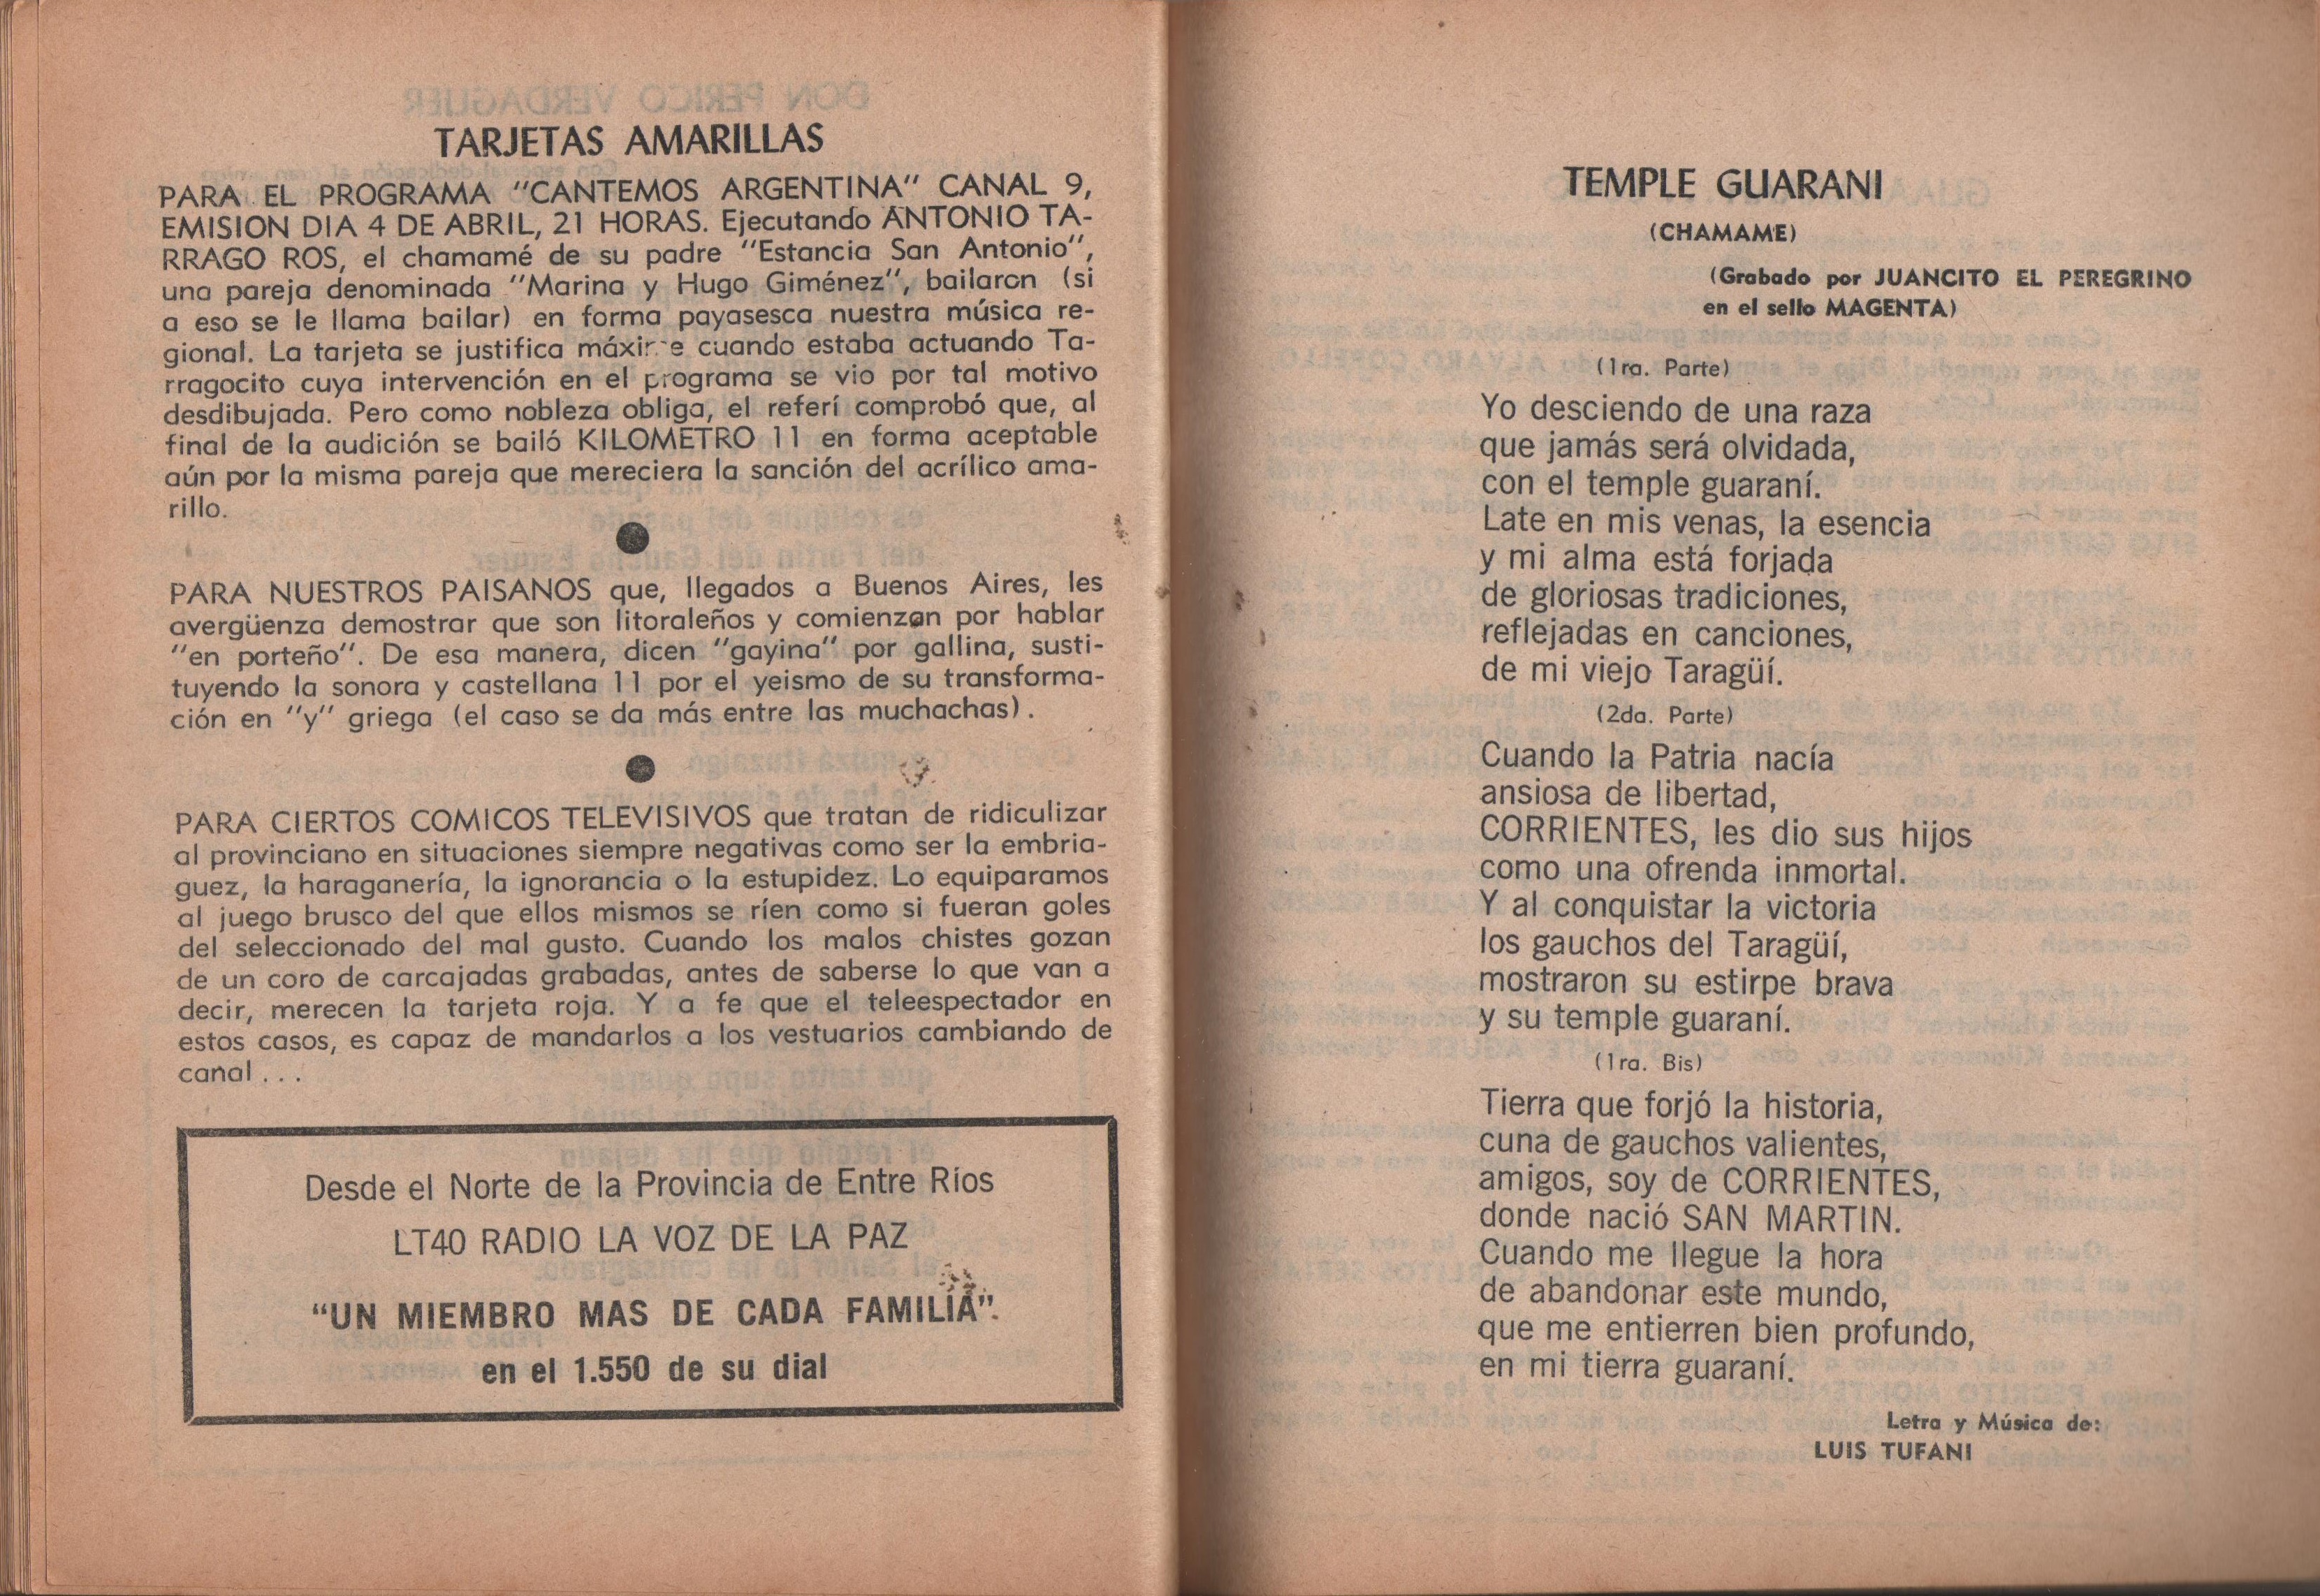 TARJETAS AMARILLAS
PARA EL PROGRAMA "CANTEMOS ARGENTINA" CANAL 9,
EMISION DIA 4 DE ABRIL, 21 HORAS. Ejecutando ANTONIO TA-
RRAGO ROS, el chamamé de su padre "Estancia San Antonio",
una pareja denominada "Marina y Hugo Giménez", bailaron (si
a eso se le llama bailar) en forma payasesca nuestra música re-
gional. La tarjeta se justifica máxime cuando estaba actuando Ta-
rragocito cuya intervención en el programa se vio por tal motivo
desdibujada. Pero como nobleza obliga, el referí comprobó que, al
final de la audición se bailó KILOMETRO 11 en forma aceptable
aún por la misma pareja que mereciera la sanción del acrílico ama-
rillo.
PARA NUESTROS PAISANOS que, llegados a Buenos Aires, les
avergüenza demostrar que son litoraleños y comienzan por hablar
"en porteño". De esa manera, dicen "gayina" por gallina, susti-
tuyendo la sonora y castellana 11 por el yeismo de su transforma-
ción en "y" griega (el caso se da más entre las muchachas).
PARA CIERTOS COMICOS TELEVISIVOS que tratan de ridiculizar
al provinciano en situaciones siempre negativas como ser la embria-
guez, la haraganería, la ignorancia o la estupidez. Lo equiparamos
al juego brusco del que ellos mismos se ríen como si fueran goles
del seleccionado del mal gusto. Cuando los malos chistes gozan
de un coro de carcajadas grabadas, antes de saberse lo que van a
decir, merecen la tarjeta roja. Y a fe que el teleespectador en
estos casos, es capaz de mandarlos a los vestuarios cambiando de
canal...
Desde el Norte de la Provincia de Entre Ríos
LT40 RADIO LA VOZ DE LA PAZ
"UN MIEMBRO MAS DE CADA FAMILIA".
en el 1.550 de su dial
TEMPLE GUARANI
(CHAMAME)
(Grabado por JUANCITO EL PEREGRINO
en el sello MAGENTA)
(1ra. Parte)
Yo desciendo de una raza
que jamás será olvidada,
con el temple guaraní.
Late en mis venas, la esencia
y mi alma está forjada
de gloriosas tradiciones,
reflejadas en canciones,
de mi viejo Taragüí.
(2da. Parte)
Cuando la Patria nacía
ansiosa de libertad,
CORRIENTES, les dio sus hijos
como una ofrenda inmortal.
Y al conquistar la victoria
los gauchos del Taragüí,
mostraron su estirpe brava
y su temple guaraní.
(1ra. Bis)
Tierra que forjó la historia,
cuna de gauchos valientes,
amigos, soy de CORRIENTES,
donde nació SAN MARTIN.
Cuando me llegue la hora
de abandonar este mundo,
que me entierren bien profundo,
en mi tierra guaraní.
Letra y Música de:
LUIS TUFANI